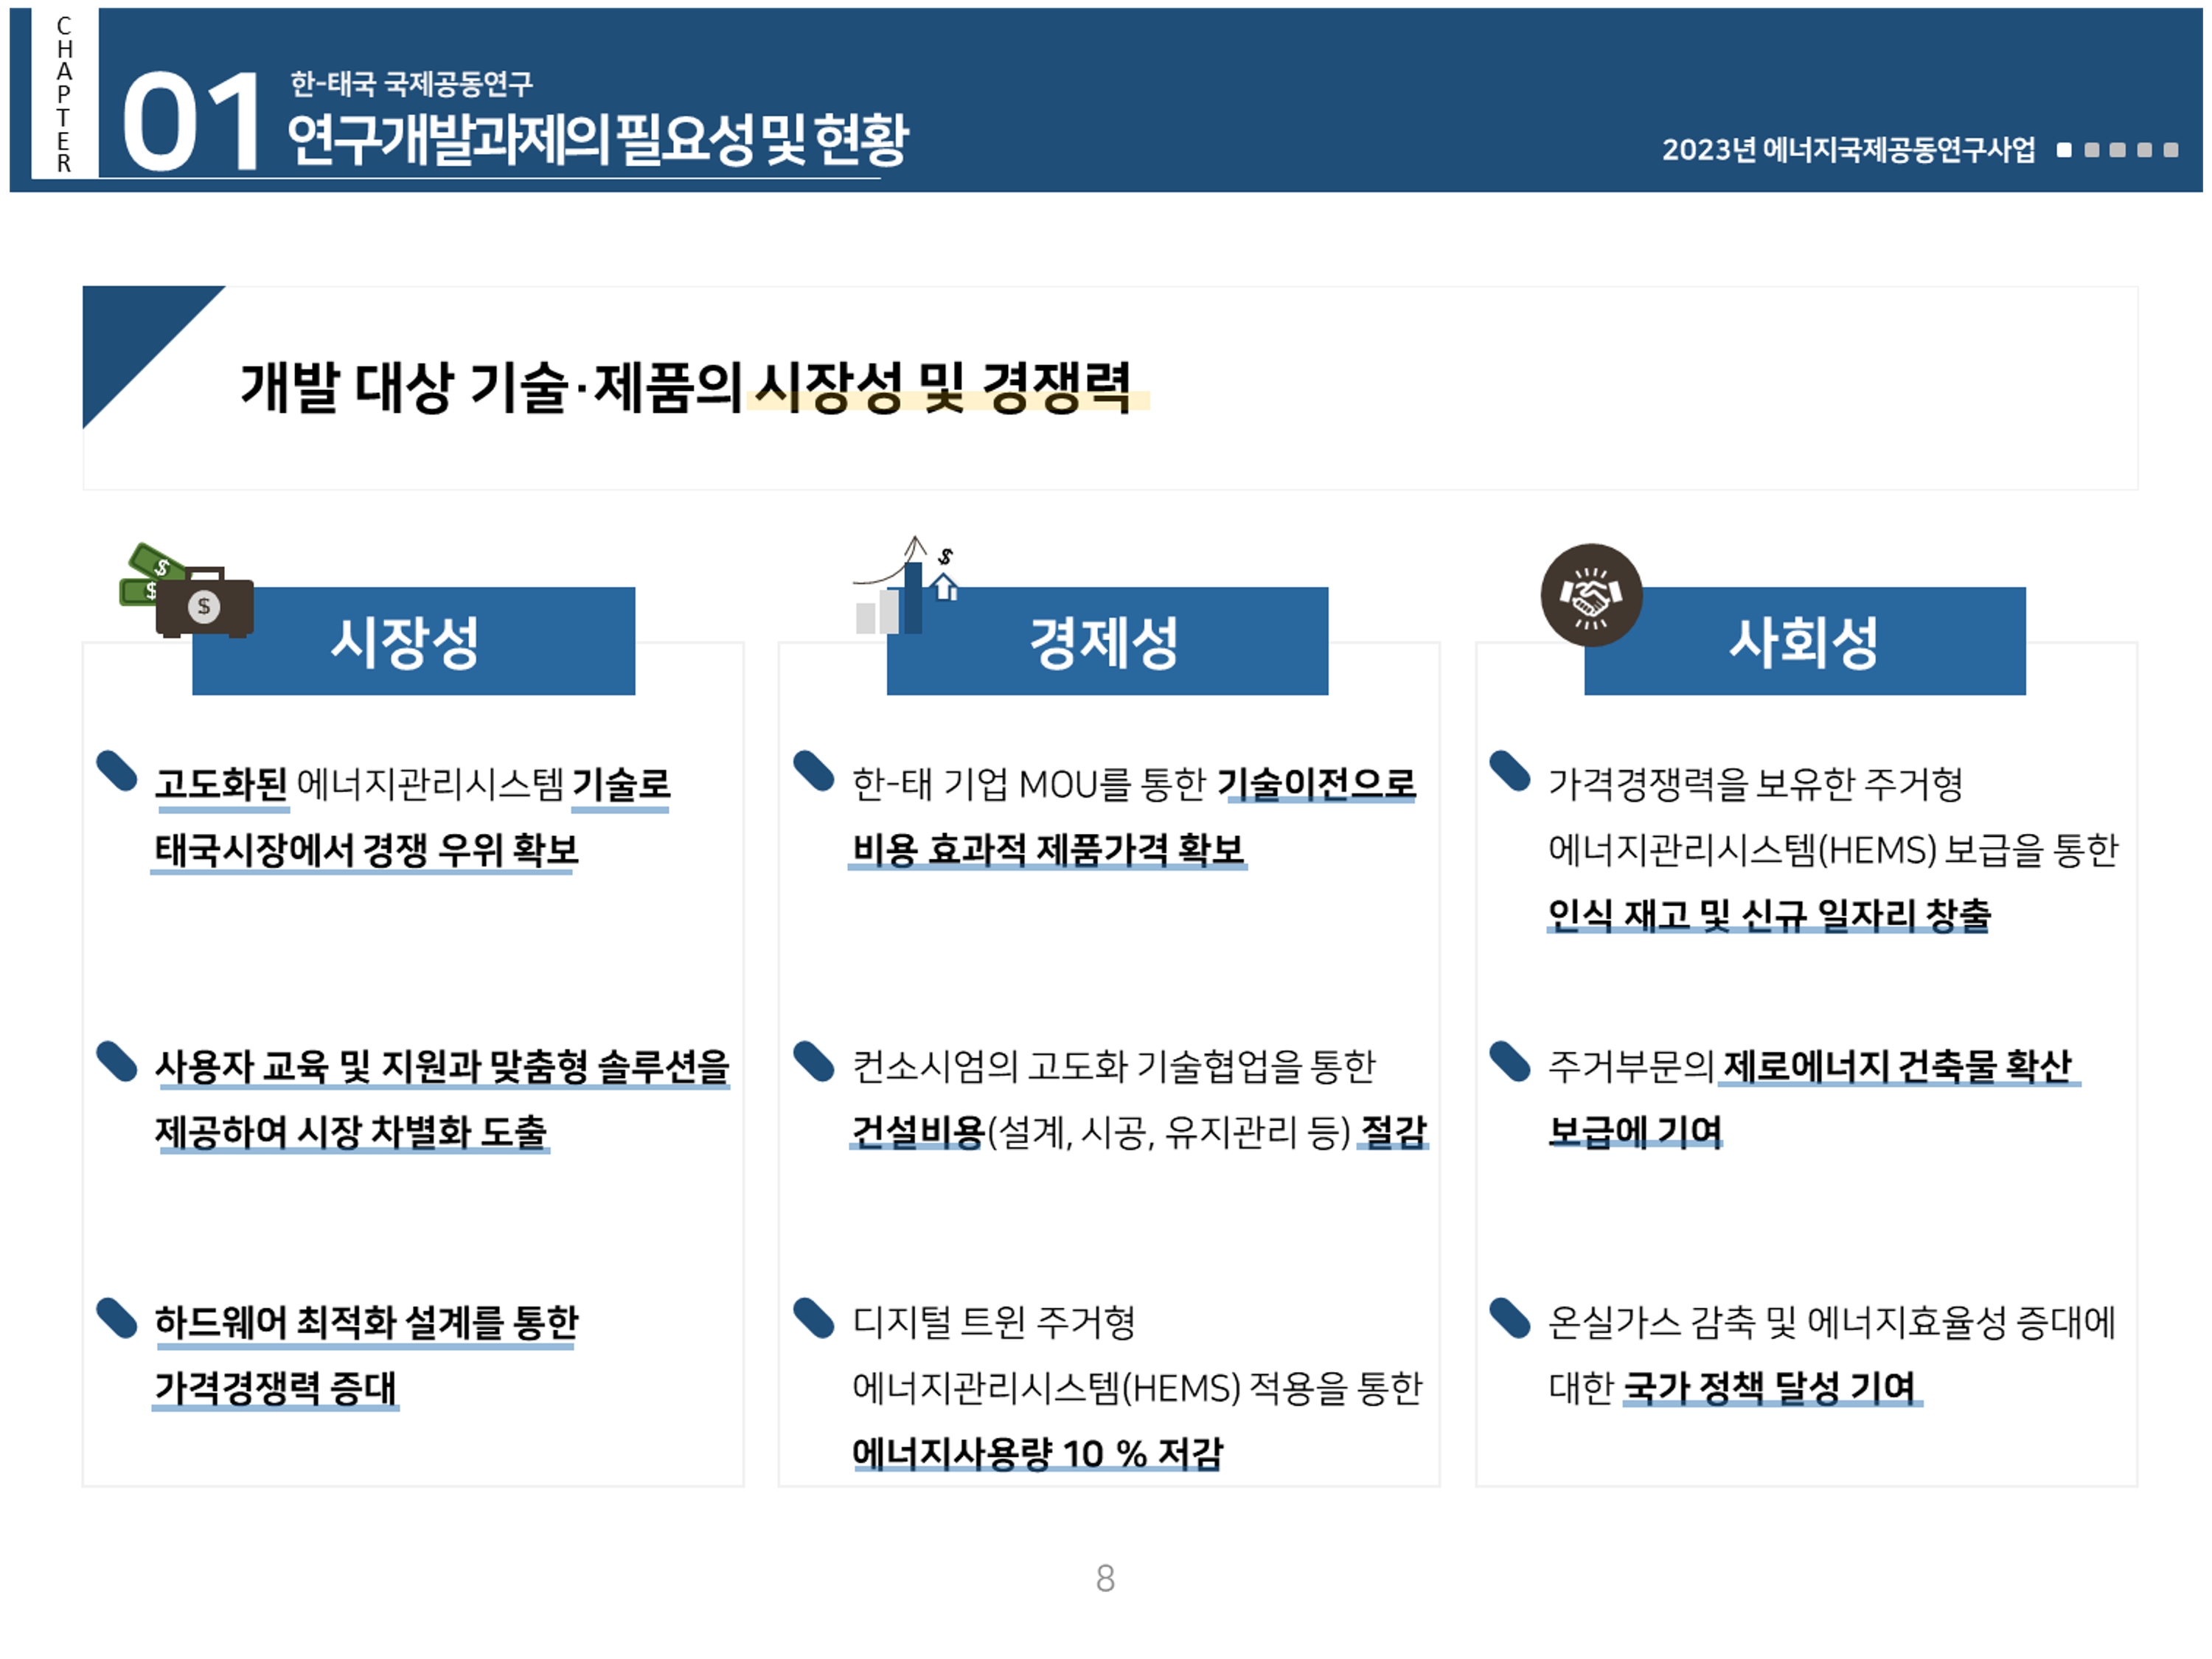 CHAPTER
01
한-태국 국제공동연구
연구개발과제의 필요성 및 현황
2023년 에너지국제공동연구사업
개발 대상 기술·제품의 시장성 및 경쟁력
$
$
$
시장성
고도화된 에너지관리시스템 기술로
태국시장에서 경쟁 우위 확보
사용자 교육 및 지원과 맞춤형 솔루션을
제공하여 시장 차별화 도출
하드웨어 최적화 설계를 통한
가격경쟁력 증대
$
경제성
한-태 기업 MOU를 통한 기술이전으로
비용 효과적 제품가격 확보
컨소시엄의 고도화 기술협업을 통한
건설비용(설계, 시공, 유지관리 등) 절감
디지털 트윈 주거형
에너지관리시스템(HEMS) 적용을 통한
에너지사용량 10 % 저감
사회성
가격경쟁력을 보유한 주거형
에너지관리시스템(HEMS) 보급을 통한
인식 재고 및 신규 일자리 창출
주거부문의 제로에너지 건축물 확산
보급에 기여
온실가스 감축 및 에너지효율성 증대에
대한 국가 정책 달성 기여
8